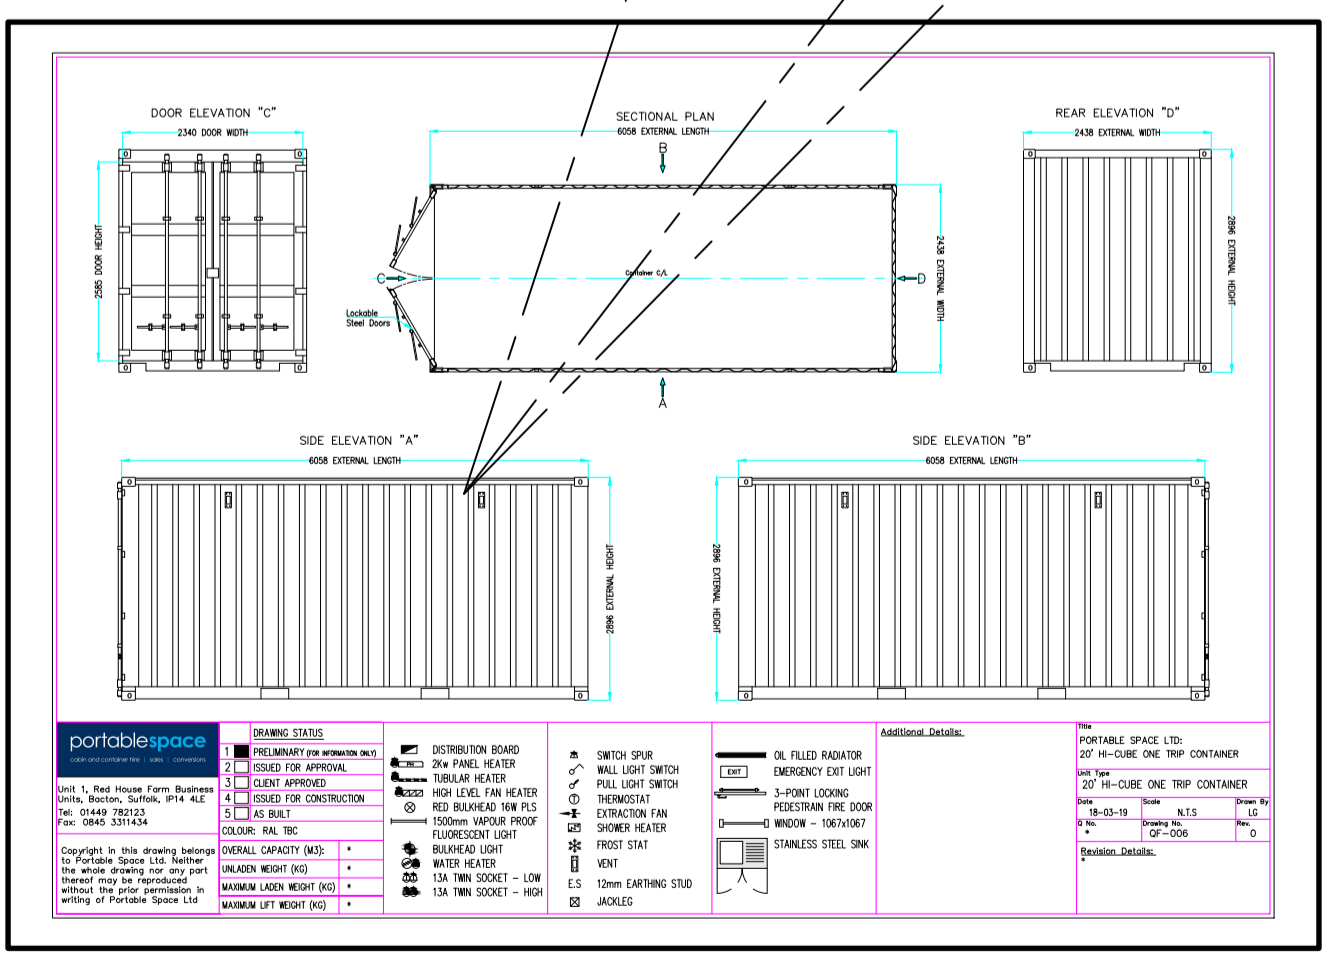 DOOR ELEVATION "C"
2340 DOOR WIDTH
2585 DOOR HEIGHT
SECTIONAL PLAN
6058 EXTERNAL LENGTH
B
C
Container C/L
D
2438 EXTERNAL WIDTH
Lockable
Steel Doors
A
REAR ELEVATION "D"
2438 EXTERNAL WIDTH
2896 EXTERNAL HEIGHT
SIDE ELEVATION "A"
6058 EXTERNAL LENGTH
2896 EXTERNAL HEIGHT
SIDE ELEVATION "B"
6058 EXTERNAL LENGTH
2896 EXTERNAL HEIGHT
portablespace
cabin and container hire | sales | conversions
Unit 1, Red House Farm Business
Units, Bacton, Suffolk, IP14 4LE
Tel: 01449 782123
Fax: 0845 3311434
Copyright in this drawing belongs
to Portable Space Ltd. Neither
the whole drawing nor any part
thereof may be reproduced
without the prior permission in
writing of Portable Space Ltd
DRAWING STATUS
1 PRELIMINARY (FOR INFORMATION ONLY)
2 ISSUED FOR APPROVAL
3 CLIENT APPROVED
4 ISSUED FOR CONSTRUCTION
5 AS BUILT
COLOUR: RAL TBC
OVERALL CAPACITY (M3): *
UNLADEN WEIGHT (KG) *
MAXIMUM LADEN WEIGHT (KG) *
MAXIMUM LIFT WEIGHT (KG) *
DISTRIBUTION BOARD
PH 2Kw PANEL HEATER
TUBULAR HEATER
HIGH LEVEL FAN HEATER
RED BULKHEAD 16W PLS
1500mm VAPOUR PROOF
FLUORESCENT LIGHT
BULKHEAD LIGHT
WATER HEATER
13A TWIN SOCKET - LOW
13A TWIN SOCKET - HIGH
SWITCH SPUR
WALL LIGHT SWITCH
PULL LIGHT SWITCH
THERMOSTAT
EXTRACTION FAN
SHOWER HEATER
FROST STAT
VENT
E.S 12mm EARTHING STUD
JACKLEG
OIL FILLED RADIATOR
EXIT EMERGENCY EXIT LIGHT
3-POINT LOCKING
PEDESTRAIN FIRE DOOR
WINDOW - 1067x1067
STAINLESS STEEL SINK
Additional Details:
Title
PORTABLE SPACE LTD:
20' HI-CUBE ONE TRIP CONTAINER
Unit Type
20' HI-CUBE ONE TRIP CONTAINER
Date Scale Drawn By
18-03-19 N.T.S LG
Q No. Drawing No. Rev.
* QF-006 0
Revision Details:
*